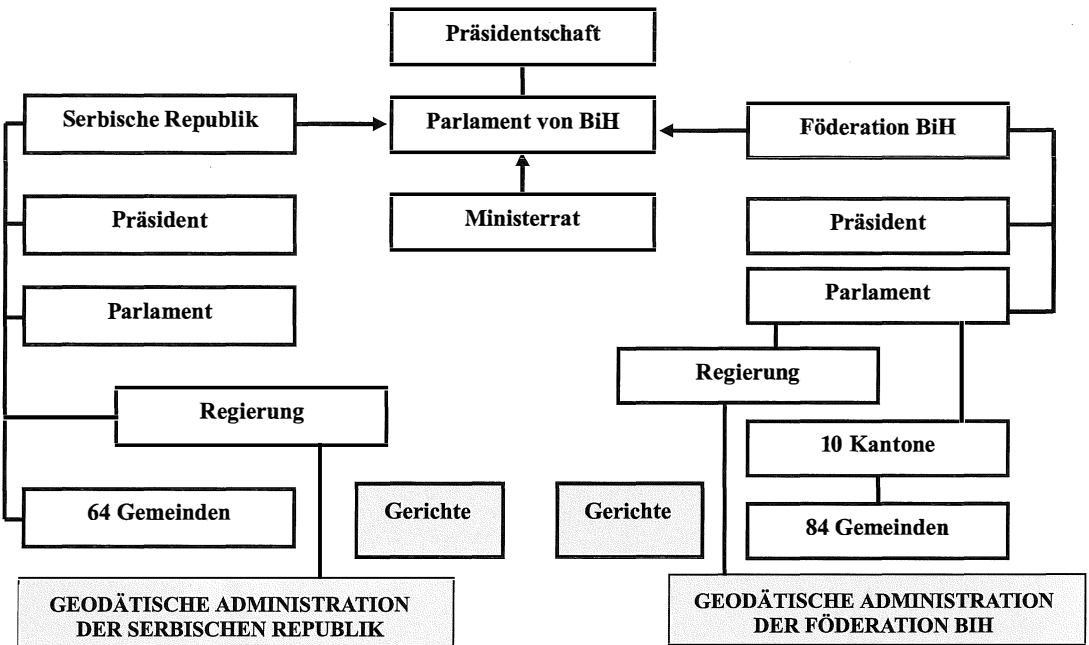 Präsidentschaft
Serbische Republik
Parlament von BiH
Föderation BiH
Präsident
Ministerrat
Präsident
Parlament
Parlament
Regierung
Regierung
10 Kantone
64 Gemeinden
Gerichte
Gerichte
84 Gemeinden
GEODÄTISCHE ADMINISTRATION
DER SERBISCHEN REPUBLIK
GEODÄTISCHE ADMINISTRATION
DER FÖDERATION BIH